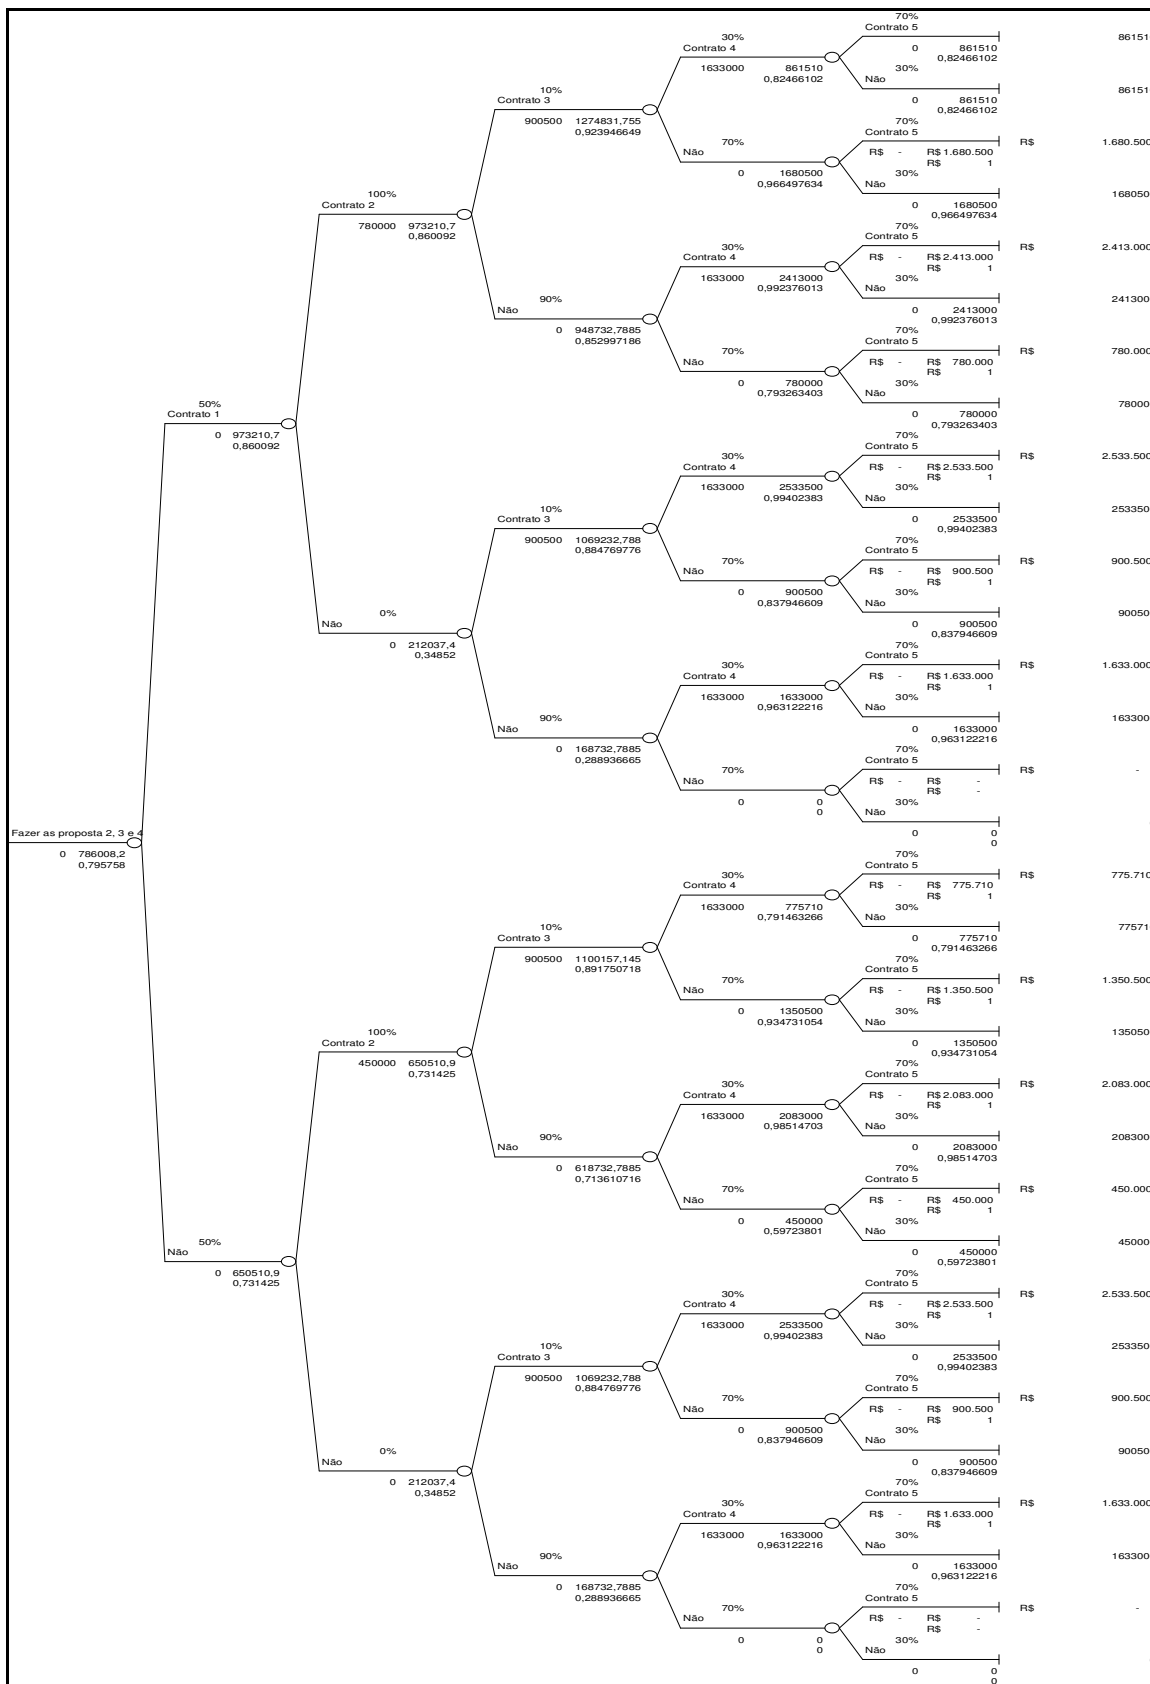 70%
Contrato 5
30%
Contrato 4
0 861510
0,82466102
86151
1633000 861510
0,82466102
30%
Não
0 861510
0,82466102
86151
10%
Contrato 3
900500 1274831,755
0,923946649
70%
Contrato 5
R$ - R$ 1.680.500
R$ 1
R$ 1.680.500
70%
Não
0 1680500
0,966497634
30%
Não
0 1680500
0,966497634
168050
100%
Contrato 2
780000 973210,7
0,860092
70%
Contrato 5
R$ - R$ 2.413.000
R$ 1
R$ 2.413.000
30%
Contrato 4
1633000 2413000
0,992376013
30%
Não
0 2413000
0,992376013
241300
90%
Não
0 948732,7885
0,852997186
70%
Contrato 5
R$ - R$ 780.000
R$ 1
R$ 780.000
70%
Não
0 780000
0,793263403
30%
Não
0 780000
0,793263403
78000
50%
Contrato 1
0 973210,7
0,860092
70%
Contrato 5
R$ - R$ 2.533.500
R$ 1
R$ 2.533.500
30%
Contrato 4
1633000 2533500
0,99402383
30%
Não
0 2533500
0,99402383
253350
10%
Contrato 3
900500 1069232,788
0,884769776
70%
Contrato 5
R$ - R$ 900.500
R$ 1
R$ 900.500
70%
Não
0 900500
0,837946609
30%
Não
0 900500
0,837946609
90050
0%
Não
0 212037,4
0,34852
70%
Contrato 5
R$ - R$ 1.633.000
R$ 1
R$ 1.633.000
30%
Contrato 4
1633000 1633000
0,963122216
30%
Não
0 1633000
0,963122216
163300
90%
Não
0 168732,7885
0,288936665
70%
Contrato 5
R$ - R$ -
R$ -
R$ -
70%
Não
0 0
0
30%
Não
0 0
0
Fazer as proposta 2, 3 e 4
0 786008,2
0,795758
70%
Contrato 5
R$ - R$ 775.710
R$ 1
R$ 775.710
30%
Contrato 4
1633000 775710
0,791463266
30%
Não
0 775710
0,791463266
77571
10%
Contrato 3
900500 1100157,145
0,891750718
70%
Contrato 5
R$ - R$ 1.350.500
R$ 1
R$ 1.350.500
70%
Não
0 1350500
0,934731054
30%
Não
0 1350500
0,934731054
135050
100%
Contrato 2
450000 650510,9
0,731425
70%
Contrato 5
R$ - R$ 2.083.000
R$ 1
R$ 2.083.000
30%
Contrato 4
1633000 2083000
0,98514703
30%
Não
0 2083000
0,98514703
208300
90%
Não
0 618732,7885
0,713610716
70%
Contrato 5
R$ - R$ 450.000
R$ 1
R$ 450.000
70%
Não
0 450000
0,59723801
30%
Não
0 450000
0,59723801
45000
50%
Não
0 650510,9
0,731425
70%
Contrato 5
R$ - R$ 2.533.500
R$ 1
R$ 2.533.500
30%
Contrato 4
1633000 2533500
0,99402383
30%
Não
0 2533500
0,99402383
253350
10%
Contrato 3
900500 1069232,788
0,884769776
70%
Contrato 5
R$ - R$ 900.500
R$ 1
R$ 900.500
70%
Não
0 900500
0,837946609
30%
Não
0 900500
0,837946609
90050
0%
Não
0 212037,4
0,34852
70%
Contrato 5
R$ - R$ 1.633.000
R$ 1
R$ 1.633.000
30%
Contrato 4
1633000 1633000
0,963122216
30%
Não
0 1633000
0,963122216
163300
90%
Não
0 168732,7885
0,288936665
70%
Contrato 5
R$ - R$ -
R$ -
R$ -
70%
Não
0 0
0
30%
Não
0 0
0